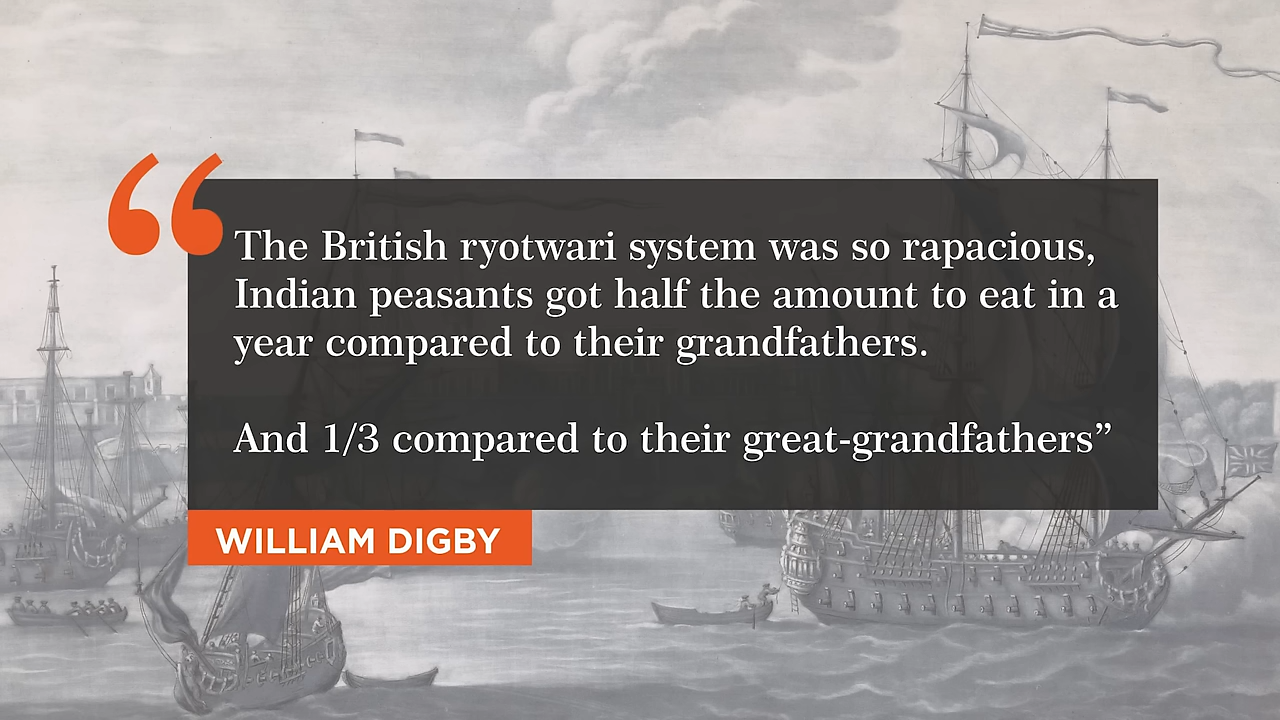 “
The British ryotwari system was so rapacious,
Indian peasants got half the amount to eat in a
year compared to their grandfathers.
And 1/3 compared to their great-grandfathers”
WILLIAM DIGBY